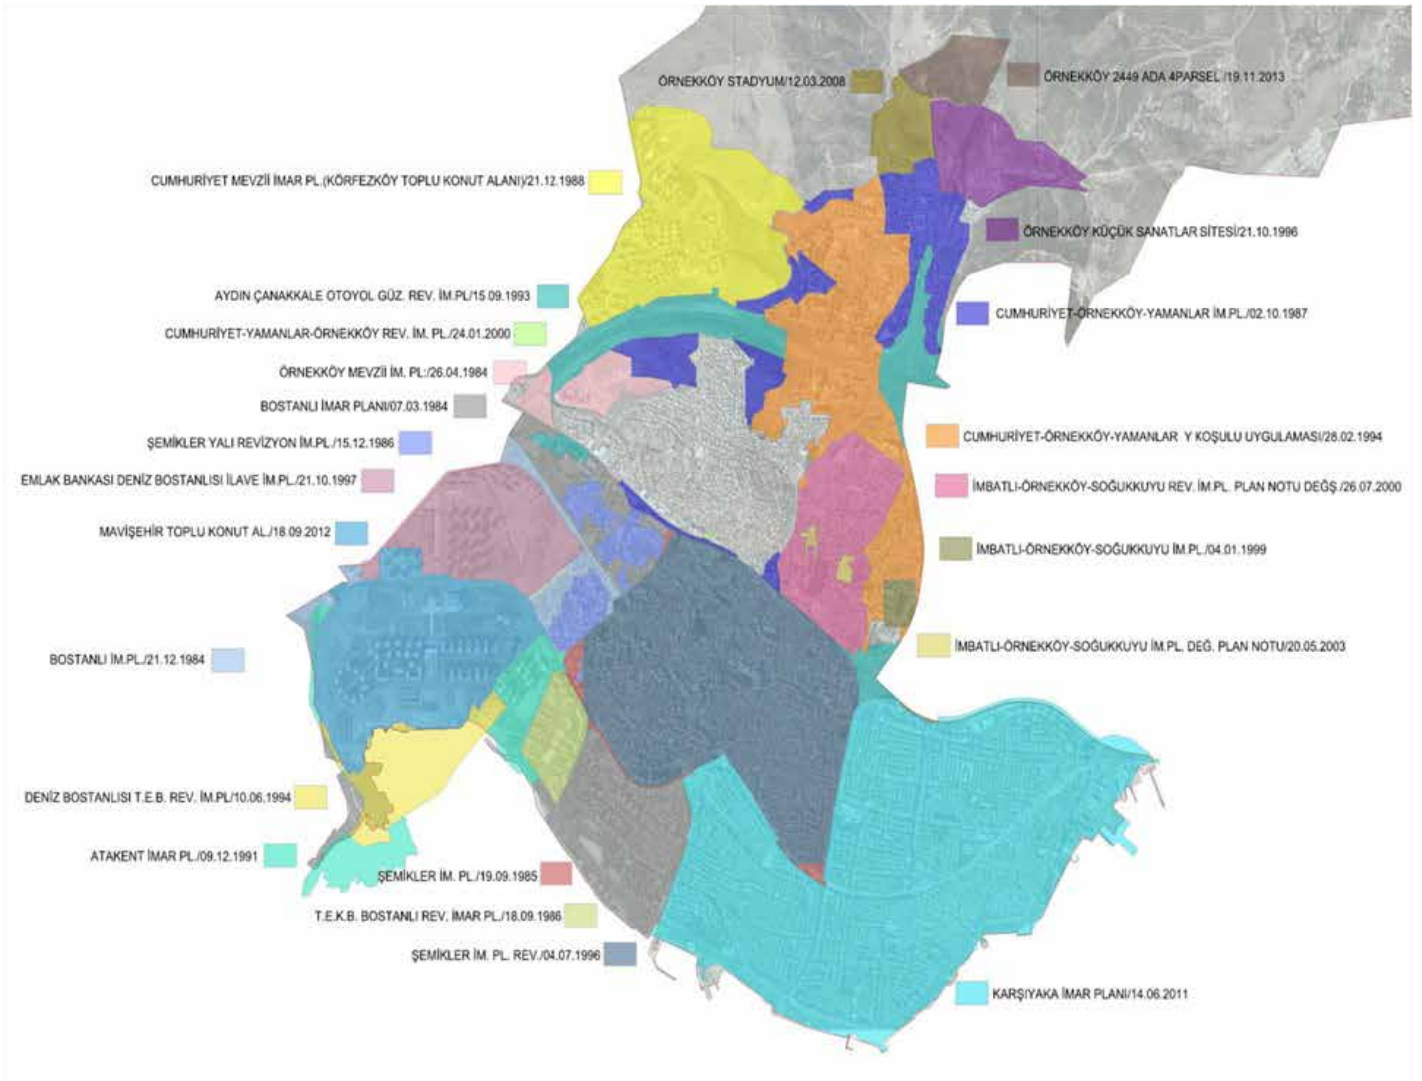 ÖRNEKKÖY STADYUM/12.03.2008
ÖRNEKKÖY 2449 ADA 4PARSEL /19.11.2013
CUMHURİYET MEVZİİ İMAR PL.(KÖRFEZKÖY TOPLU KONUT ALANI)/21.12.1988
ÖRNEKKÖY KÜÇÜK SANATLAR SİTESİ/21.10.1996
AYDIN ÇANAKKALE OTOYOL GÜZ. REV. İM.PL/15.09.1993
CUMHURİYET-ÖRNEKKÖY-YAMANLAR İM.PL./02.10.1987
CUMHURİYET-YAMANLAR-ÖRNEKKÖY REV. İM. PL./24.01.2000
ÖRNEKKÖY MEVZİİ İM. PL:/26.04.1984
BOSTANLI İMAR PLANI/07.03.1984
ŞEMİKLER YALI REVİZYON İM.PL./15.12.1986
CUMHURİYET-ÖRNEKKÖY-YAMANLAR Y KOŞULU UYGULAMASI/28.02.1994
EMLAK BANKASI DENİZ BOSTANLISI İLAVE İM.PL./21.10.1997
İMBATLI-ÖRNEKKÖY-SOĞUKKUYU REV. İM.PL. PLAN NOTU DEĞŞ./26.07.2000
MAVİŞEHİR TOPLU KONUT AL./18.09.2012
İMBATLI-ÖRNEKKÖY-SOĞUKKUYU İM.PL./04.01.1999
BOSTANLI İM.PL./21.12.1984
İMBATLI-ÖRNEKKÖY-SOĞUKKUYU İM.PL. DEĞ. PLAN NOTU/20.05.2003
DENİZ BOSTANLISI T.E.B. REV. İM.PL/10.06.1994
ATAKENT İMAR PL./09.12.1991
ŞEMİKLER İM. PL./19.09.1985
T.E.K.B. BOSTANLI REV. İMAR PL./18.09.1986
ŞEMİKLER İM. PL. REV./04.07.1996
KARŞIYAKA İMAR PLANI/14.06.2011